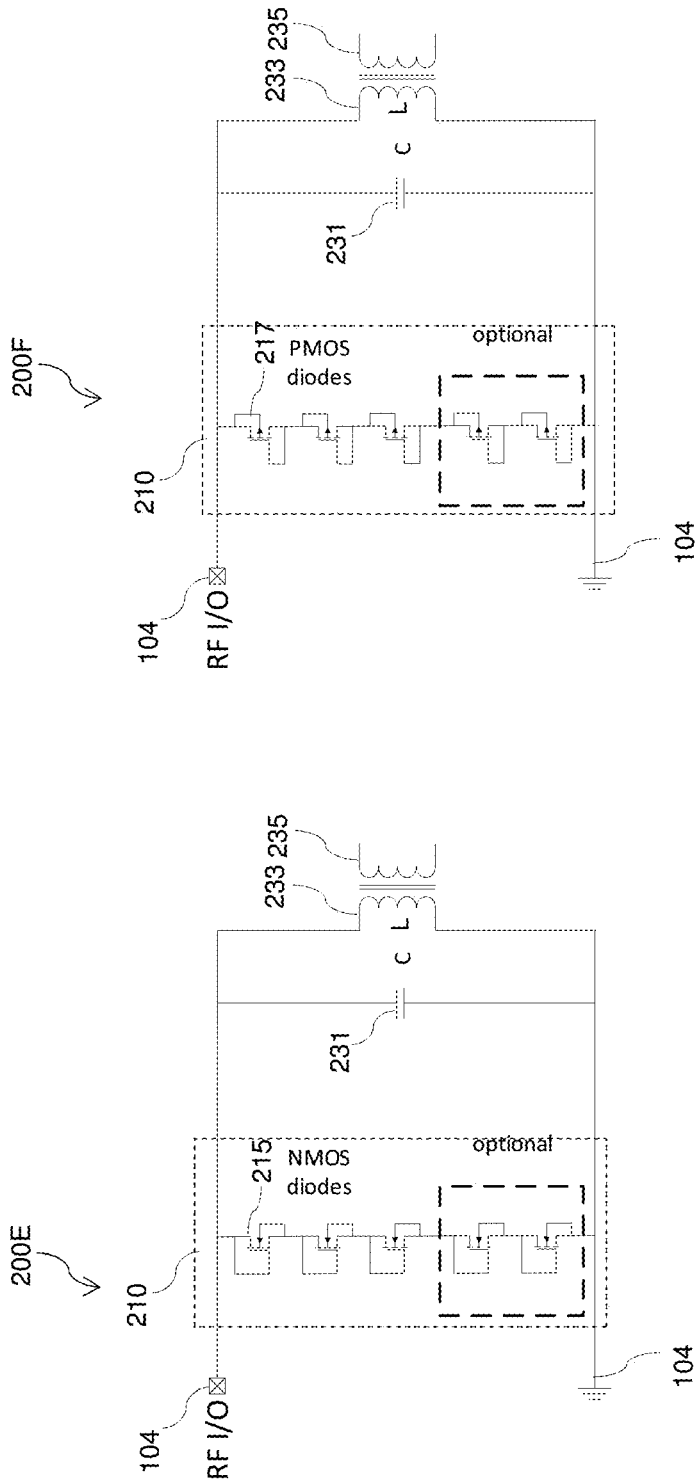 200E
210
215
NMOS
diodes
optional
104
RF I/O
231
C
L
233 235
104
200F
210
217
PMOS
diodes
optional
104
RF I/O
231
C
L
233 235
104